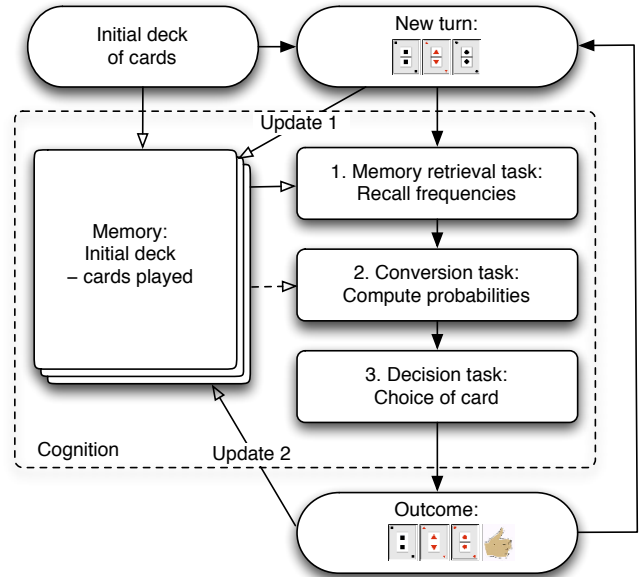 Initial deck
of cards
New turn:
Update 1
Memory:
Initial deck
– cards played
1. Memory retrieval task:
Recall frequencies
2. Conversion task:
Compute probabilities
3. Decision task:
Choice of card
Cognition
Update 2
Outcome: